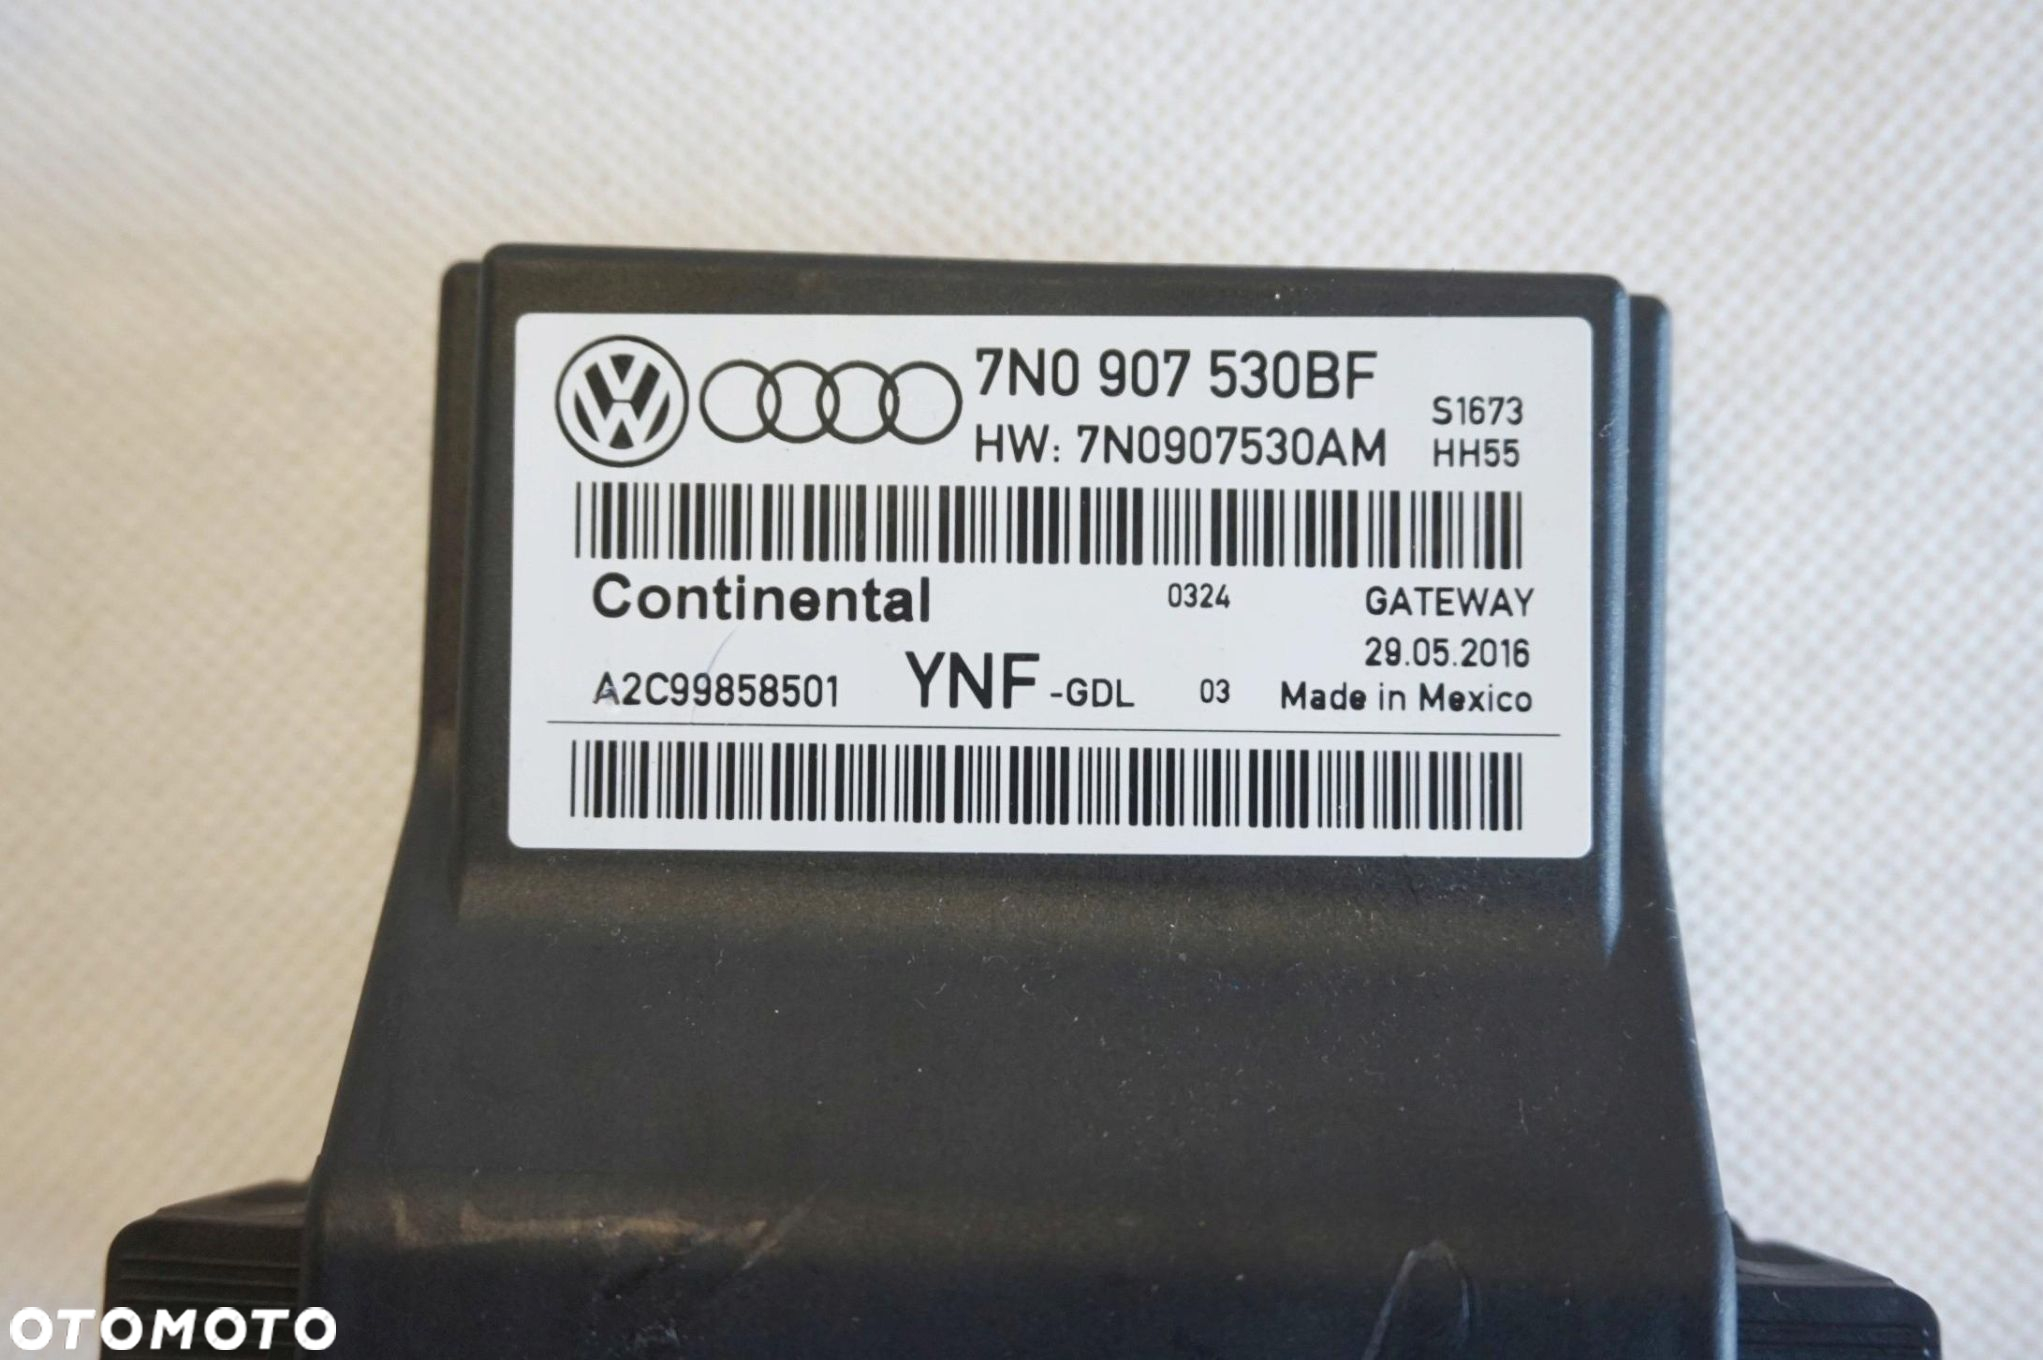 7N0 907 530BF
HW: 7N0907530AM
S1673
HH55
Continental 0324 GATEWAY
29.05.2016
A2C99858501 YNF -GDL 03 Made in Mexico
OTOMOTO